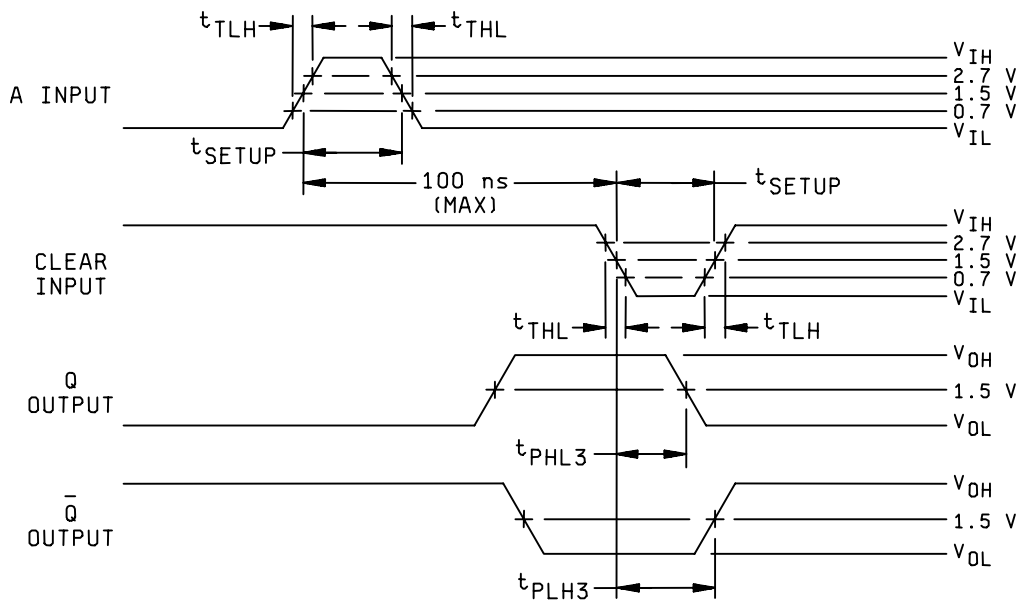 tTLH
tTHL
A INPUT
VIH
2.7 V
1.5 V
0.7 V
VIL
tSETUP
100 ns
(MAX)
tSETUP
CLEAR
INPUT
VIH
2.7 V
1.5 V
0.7 V
VIL
tTHL
tTLH
Q
OUTPUT
VOH
1.5 V
VOL
tPHL3
Q̅
OUTPUT
VOH
1.5 V
VOL
tPLH3